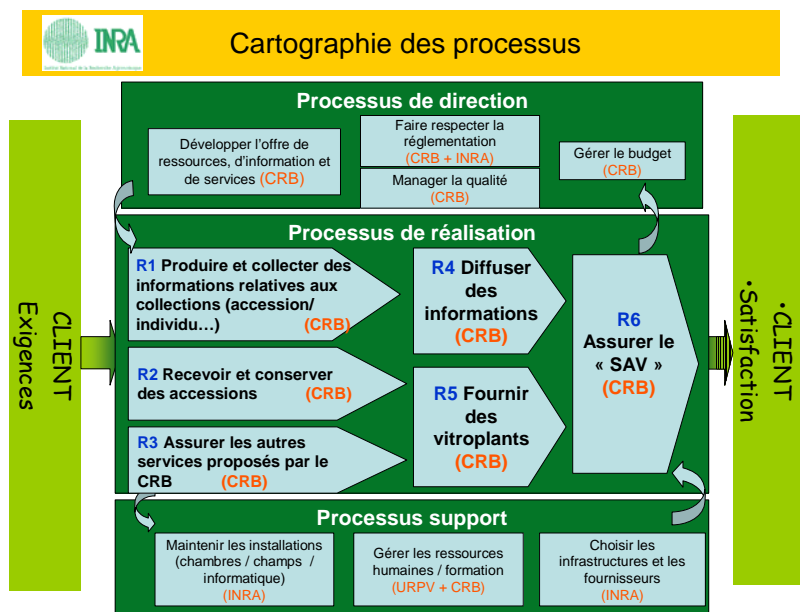 INRA
Cartographie des processus
Processus de direction
Développer l'offre de
ressources, d'information et
de services (CRB)
Faire respecter la
réglementation
(CRB + INRA)
Manager la qualité
(CRB)
Gérer le budget
(CRB)
CLIENT
Exigences
Processus de réalisation
R1 Produire et collecter des
informations relatives aux
collections (accession/
individu…) (CRB)
R2 Recevoir et conserver
des accessions (CRB)
R3 Assurer les autres
services proposés par le
CRB (CRB)
R4 Diffuser
des
informations
(CRB)
R5 Fournir
des
vitroplants
(CRB)
R6
Assurer le
« SAV »
(CRB)
•CLIENT
•Satisfaction
Processus support
Maintenir les installations
(chambres / champs /
informatique)
(INRA)
Gérer les ressources
humaines / formation
(URPV + CRB)
Choisir les
infrastructures et les
fournisseurs
(INRA)